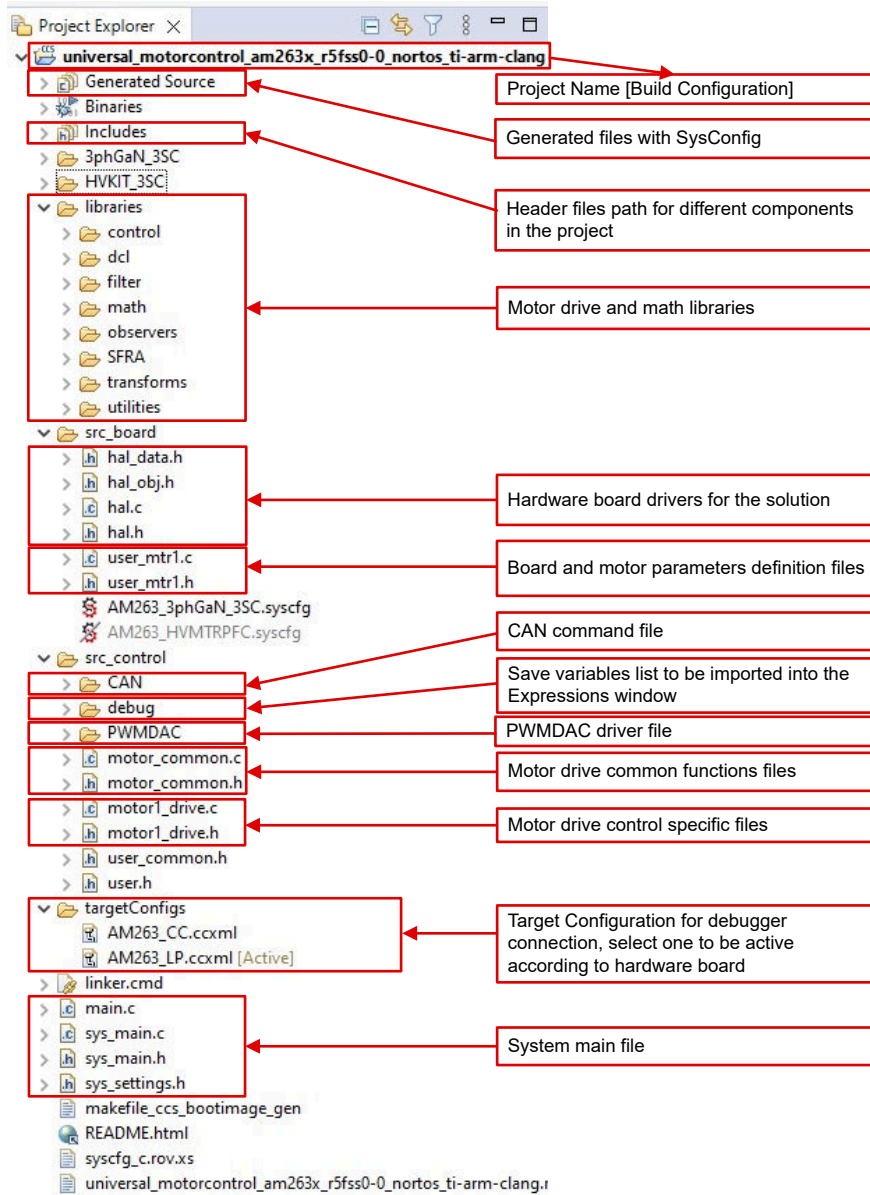 Project Explorer
universal_motorcontrol_am263x_r5fss0-0_nortos_ti-arm-clang
Project Name [Build Configuration]
Generated Source
Binaries
Generated files with SysConfig
Includes
3phGaN_3SC
HVKIT_3SC
Header files path for different components
in the project
libraries
control
dcl
filter
math
Motor drive and math libraries
observers
SFRA
transforms
utilities
src_board
hal_data.h
hal_obj.h
Hardware board drivers for the solution
hal.c
hal.h
user_mtr1.c
Board and motor parameters definition files
user_mtr1.h
AM263_3phGaN_3SC.syscfg
AM263_HVMTRPFC.syscfg
CAN command file
src_control
CAN
Save variables list to be imported into the
Expressions window
debug
PWMDAC
PWMDAC driver file
motor_common.c
Motor drive common functions files
motor_common.h
motor1_drive.c
Motor drive control specific files
motor1_drive.h
user_common.h
user.h
targetConfigs
AM263_CC.ccxml
AM263_LP.ccxml [Active]
Target Configuration for debugger
connection, select one to be active
according to hardware board
linker.cmd
main.c
sys_main.c
System main file
sys_main.h
sys_settings.h
makefile_ccs_bootimage_gen
README.html
syscfg_c.rov.xs
universal_motorcontrol_am263x_r5fss0-0_nortos_ti-arm-clang.r